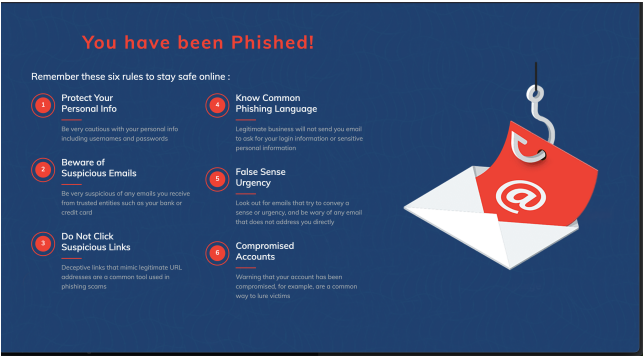 You have been Phished!
Remember these six rules to stay safe online :
1
Protect Your
Personal Info
Be very cautious with your personal info
including usernames and passwords
2
Beware of
Suspicious Emails
Be very suspicious of any emails you receive
from trusted entities such as your bank or
credit card
3
Do Not Click
Suspicious Links
Deceptive links that mimic legitimate URL
addresses are a common tool used in
phishing scams
4
Know Common
Phishing Language
Legitimate business will not send you email
to ask for your login information or sensitive
personal information
5
False Sense
Urgency
Look out for emails that try to convey a
sense or urgency, and be wary of any email
that does not address you directly
6
Compromised
Accounts
Warning that your account has been
compromised, for example, are a common
way to lure victims
@